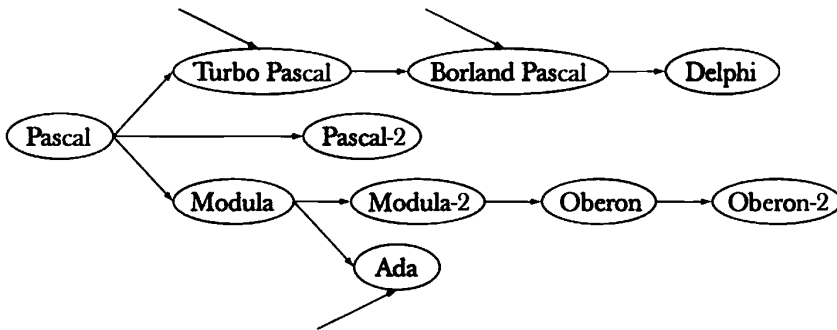 Turbo Pascal
Borland Pascal
Delphi
Pascal
Pascal-2
Modula
Modula-2
Oberon
Oberon-2
Ada